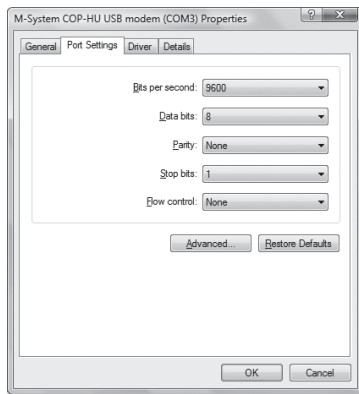 M-System COP-HU USB modem (COM3) Properties
General Port Settings Driver Details
Bits per second: 9600
Data bits: 8
Parity: None
Stop bits: 1
Flow control: None
Advanced... Restore Defaults
OK Cancel